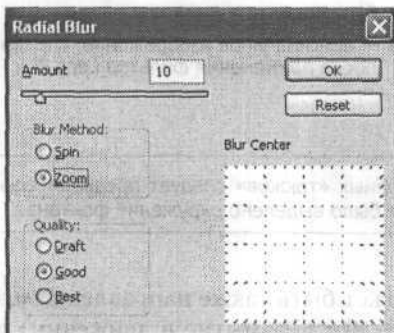 Radial Blur
Amount 10
OK
Reset
Blur Method:
Spin
Zoom
Blur Center
Quality:
Draft
Good
Best